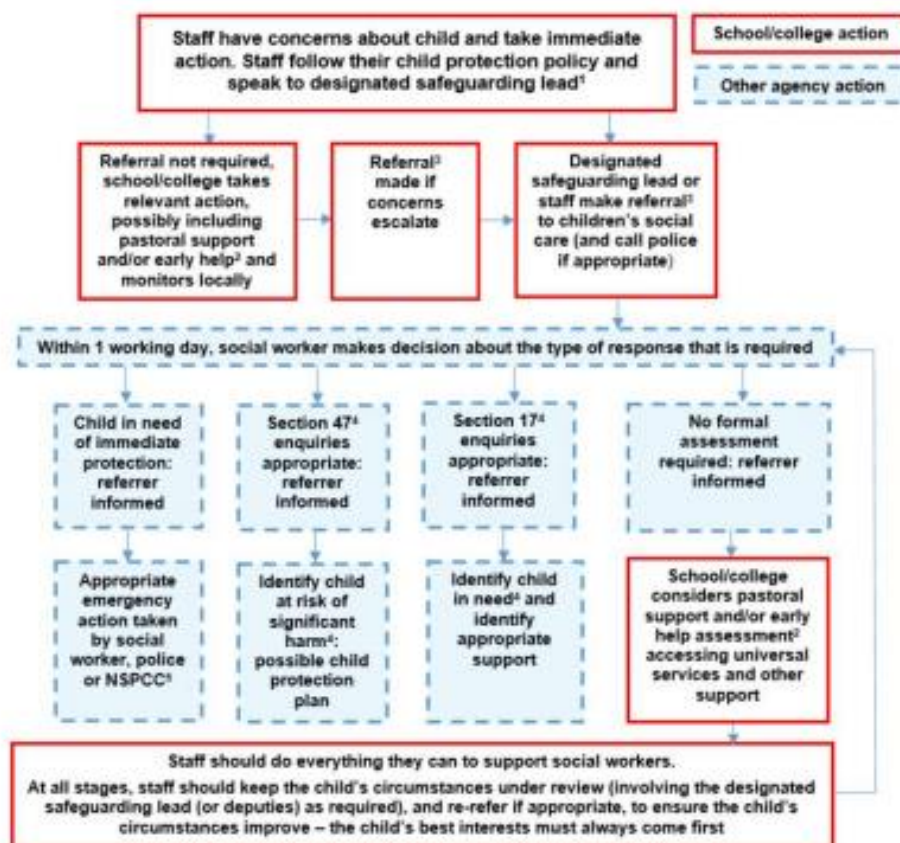 Staff have concerns about child and take immediate
action. Staff follow their child protection policy and
speak to designated safeguarding lead¹
School/college action
Other agency action
Referral not required,
school/college takes
relevant action,
possibly including
pastoral support
and/or early help² and
monitors locally
Referral³
made if
concerns
escalate
Designated
safeguarding lead or
staff make referral³
to children's social
care (and call police
if appropriate)
Within 1 working day, social worker makes decision about the type of response that is required
Child in need
of immediate
protection:
referrer
informed
Section 47⁴
enquiries
appropriate:
referrer
informed
Section 17⁴
enquiries
appropriate:
referrer
informed
No formal
assessment
required: referrer
informed
Appropriate
emergency
action taken
by social
worker, police
or NSPCC⁵
Identify child
at risk of
significant
harm⁴:
possible child
protection
plan
Identify child
in need⁴ and
identify
appropriate
support
School/college
considers pastoral
support and/or early
help assessment²
accessing universal
services and other
support
Staff should do everything they can to support social workers.
At all stages, staff should keep the child's circumstances under review (involving the designated
safeguarding lead (or deputies) as required), and re-refer if appropriate, to ensure the child's
circumstances improve – the child's best interests must always come first